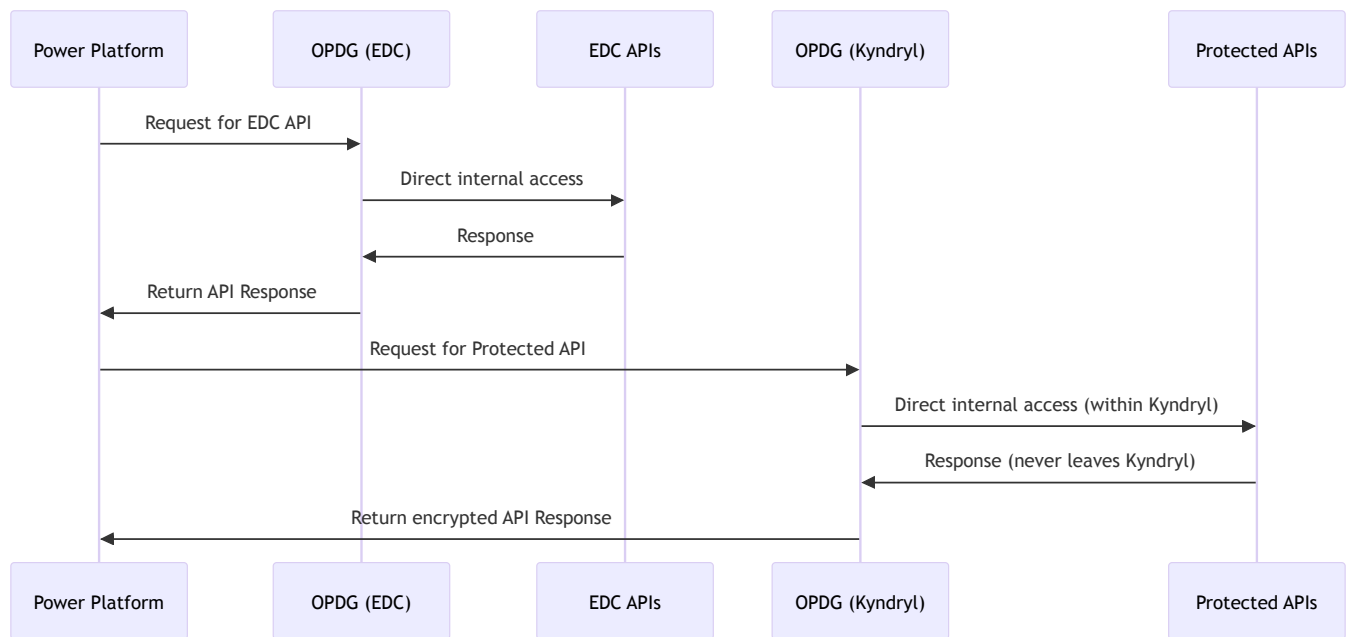 Power Platform
OPDG (EDC)
EDC APIs
OPDG (Kyndryl)
Protected APIs
Request for EDC API
Direct internal access
Response
Return API Response
Request for Protected API
Direct internal access (within Kyndryl)
Response (never leaves Kyndryl)
Return encrypted API Response
Power Platform
OPDG (EDC)
EDC APIs
OPDG (Kyndryl)
Protected APIs